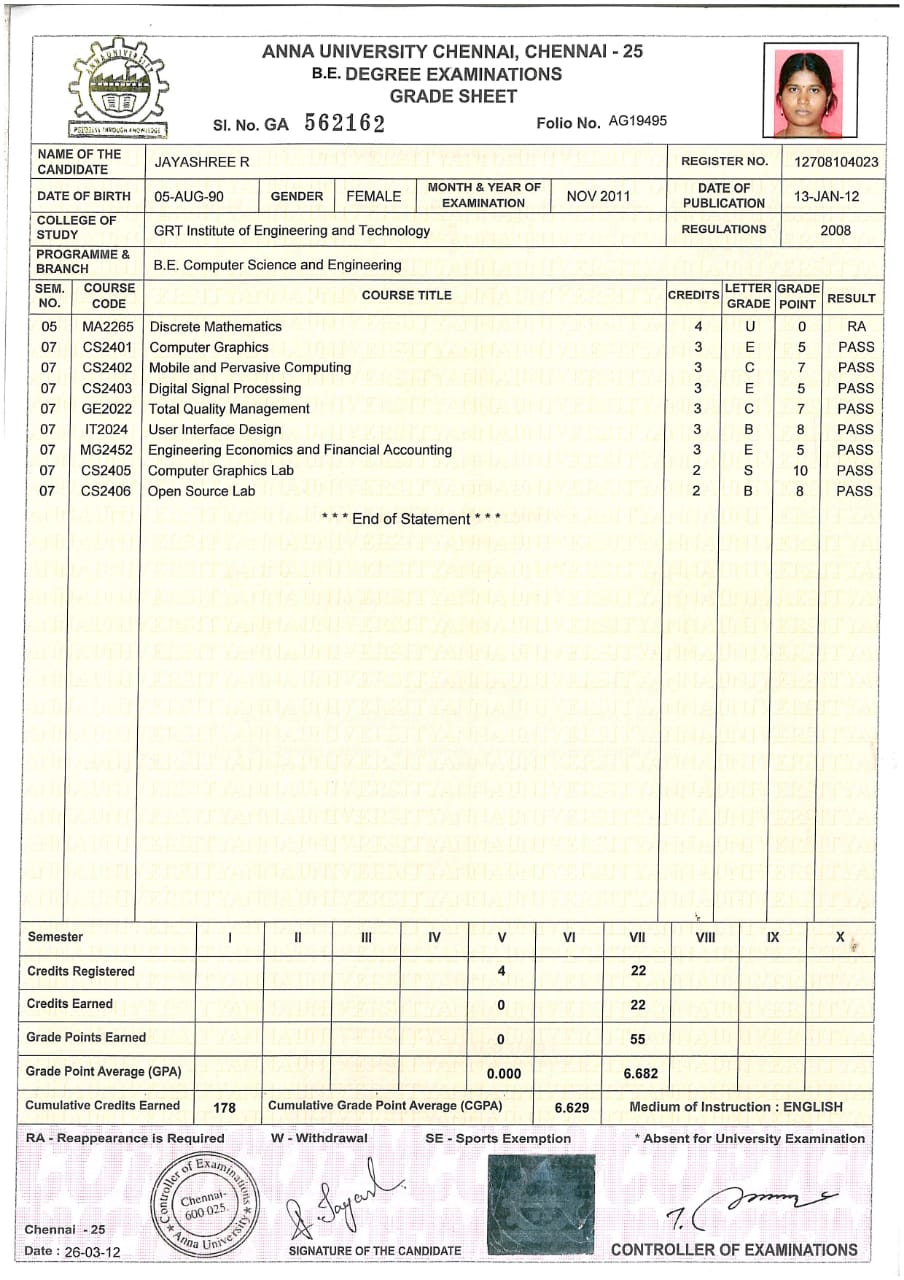 ANNA UNIVERSITY
PROGRESS THROUGH KNOWLEDGE
ANNA UNIVERSITY CHENNAI, CHENNAI - 25
B.E. DEGREE EXAMINATIONS
GRADE SHEET
Sl. No. GA 562162 Folio No. AG19495
NAME OF THE CANDIDATE JAYASHREE R REGISTER NO. 12708104023
DATE OF BIRTH 05-AUG-90 GENDER FEMALE MONTH & YEAR OF EXAMINATION NOV 2011 DATE OF PUBLICATION 13-JAN-12
COLLEGE OF STUDY GRT Institute of Engineering and Technology REGULATIONS 2008
PROGRAMME & BRANCH B.E. Computer Science and Engineering
SEM. NO. COURSE CODE COURSE TITLE CREDITS LETTER GRADE GRADE POINT RESULT
05 MA2265 Discrete Mathematics 4 U 0 RA
07 CS2401 Computer Graphics 3 E 5 PASS
07 CS2402 Mobile and Pervasive Computing 3 C 7 PASS
07 CS2403 Digital Signal Processing 3 E 5 PASS
07 GE2022 Total Quality Management 3 C 7 PASS
07 IT2024 User Interface Design 3 B 8 PASS
07 MG2452 Engineering Economics and Financial Accounting 3 E 5 PASS
07 CS2405 Computer Graphics Lab 2 S 10 PASS
07 CS2406 Open Source Lab 2 B 8 PASS
* * * End of Statement * * *
Semester I II III IV V VI VII VIII IX X
Credits Registered 4 22
Credits Earned 0 22
Grade Points Earned 0 55
Grade Point Average (GPA) 0.000 6.682
Cumulative Credits Earned 178 Cumulative Grade Point Average (CGPA) 6.629 Medium of Instruction : ENGLISH
RA - Reappearance is Required W - Withdrawal SE - Sports Exemption * Absent for University Examination
Controller of Examinations
Chennai-
600 025.
Anna University
Chennai - 25
Date : 26-03-12 SIGNATURE OF THE CANDIDATE CONTROLLER OF EXAMINATIONS